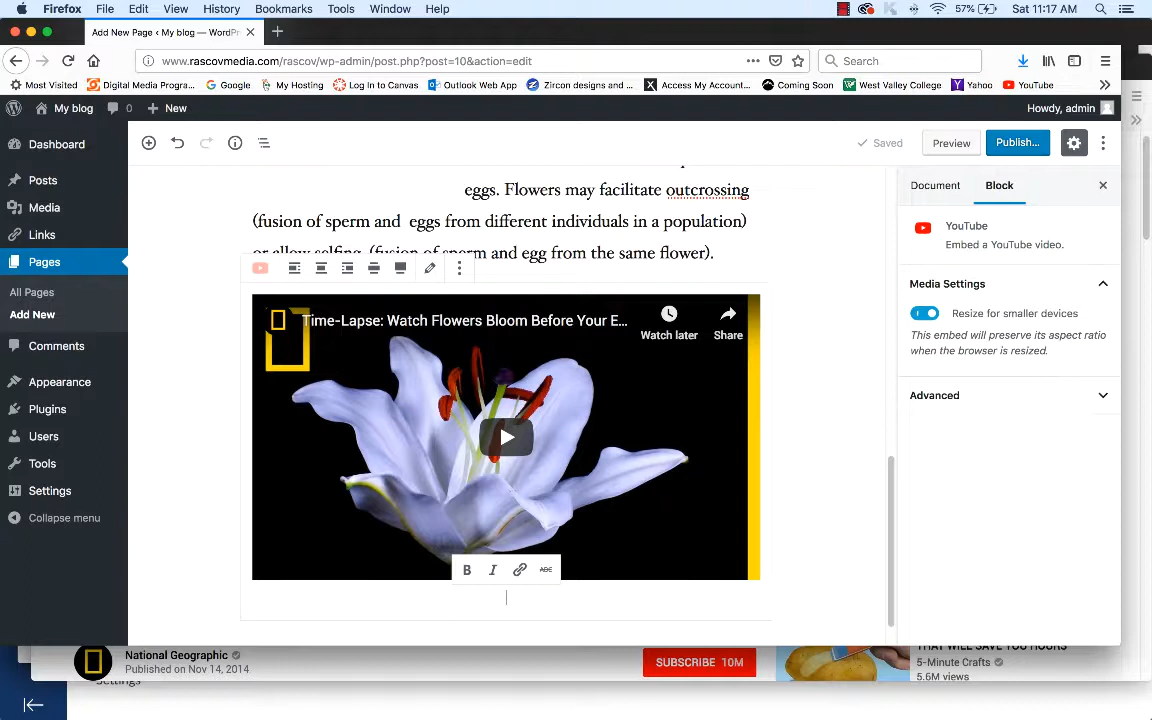 Firefox File Edit View History Bookmarks Tools Window Help 57% Sat 11:17 AM
Add New Page ‹ My blog — WordPr
www.rascovmedia.com/rascov/wp-admin/post.php?post=10&action=edit
Search
Most Visited Digital Media Progra... Google My Hosting Log In to Canvas Outlook Web App Zircon designs and ... Access My Account... Coming Soon West Valley College Yahoo YouTube
My blog 0 New Howdy, admin
Dashboard
Posts
Media
Links
Pages
All Pages
Add New
Comments
Appearance
Plugins
Users
Tools
Settings
Collapse menu
Saved Preview Publish...
eggs. Flowers may facilitate outcrossing
(fusion of sperm and eggs from different individuals in a population)
or allow selfing (fusion of sperm and egg from the same flower).
Time-Lapse: Watch Flowers Bloom Before Your E...
Watch later Share
B I ABC
Document Block
YouTube
Embed a YouTube video.
Media Settings
Resize for smaller devices
This embed will preserve its aspect ratio
when the browser is resized.
Advanced
National Geographic
Published on Nov 14, 2014
SUBSCRIBE 10M
THAT WILL SAVE YOU HOURS
5-Minute Crafts
5.6M views
Settings